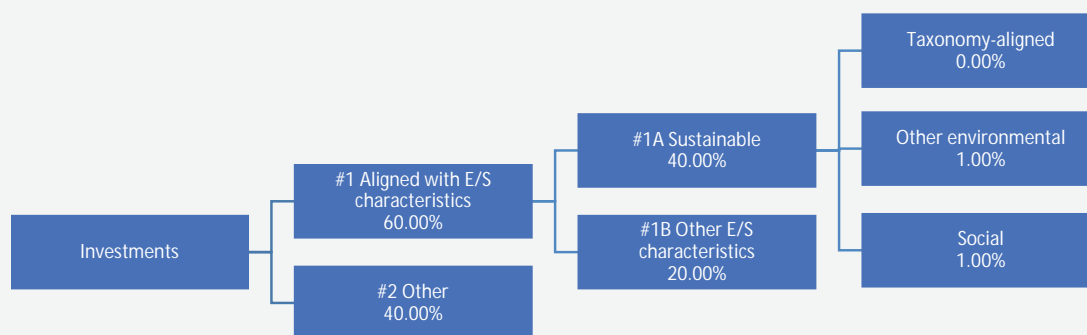 Investments
#1 Aligned with E/S
characteristics
60.00%
#2 Other
40.00%
#1A Sustainable
40.00%
#1B Other E/S
characteristics
20.00%
Taxonomy-aligned
0.00%
Other environmental
1.00%
Social
1.00%